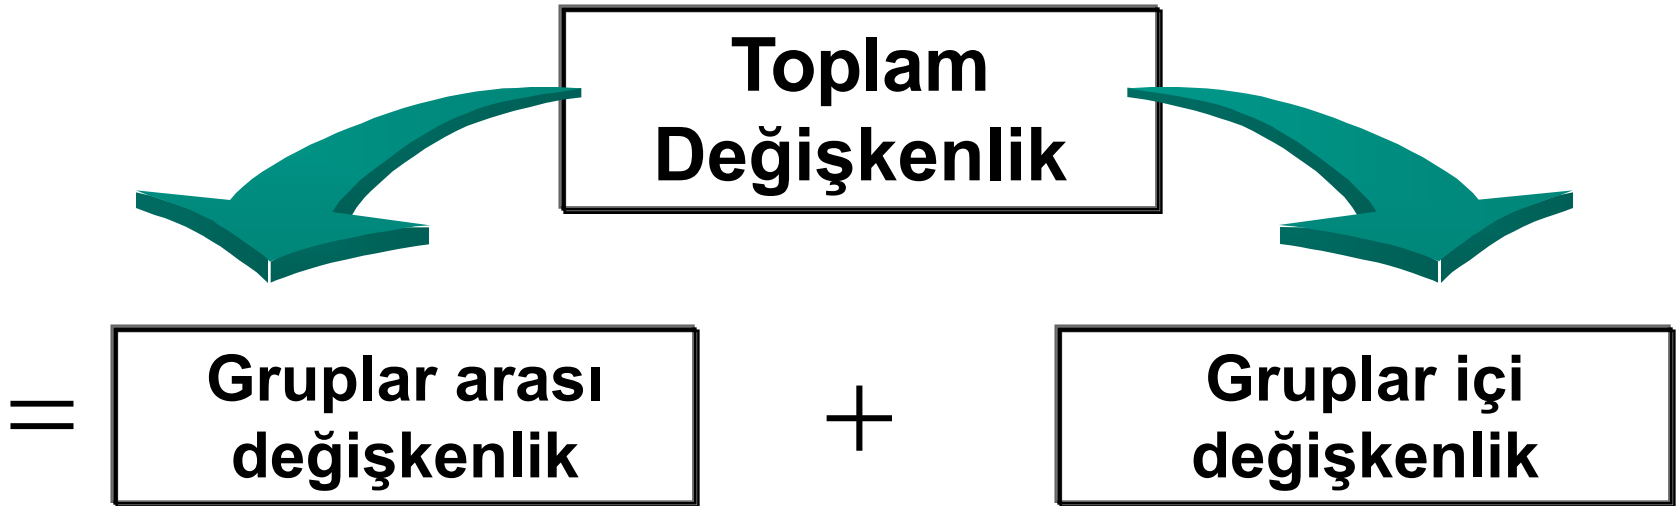 Toplam
Değişkenlik
= Gruplar arası + Gruplar içi
değişkenlik değişkenlik